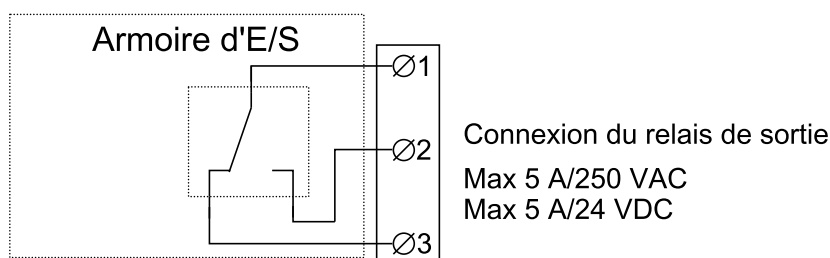 Armoire d'E/S
1
2
3
Connexion du relais de sortie
Max 5 A/250 VAC
Max 5 A/24 VDC